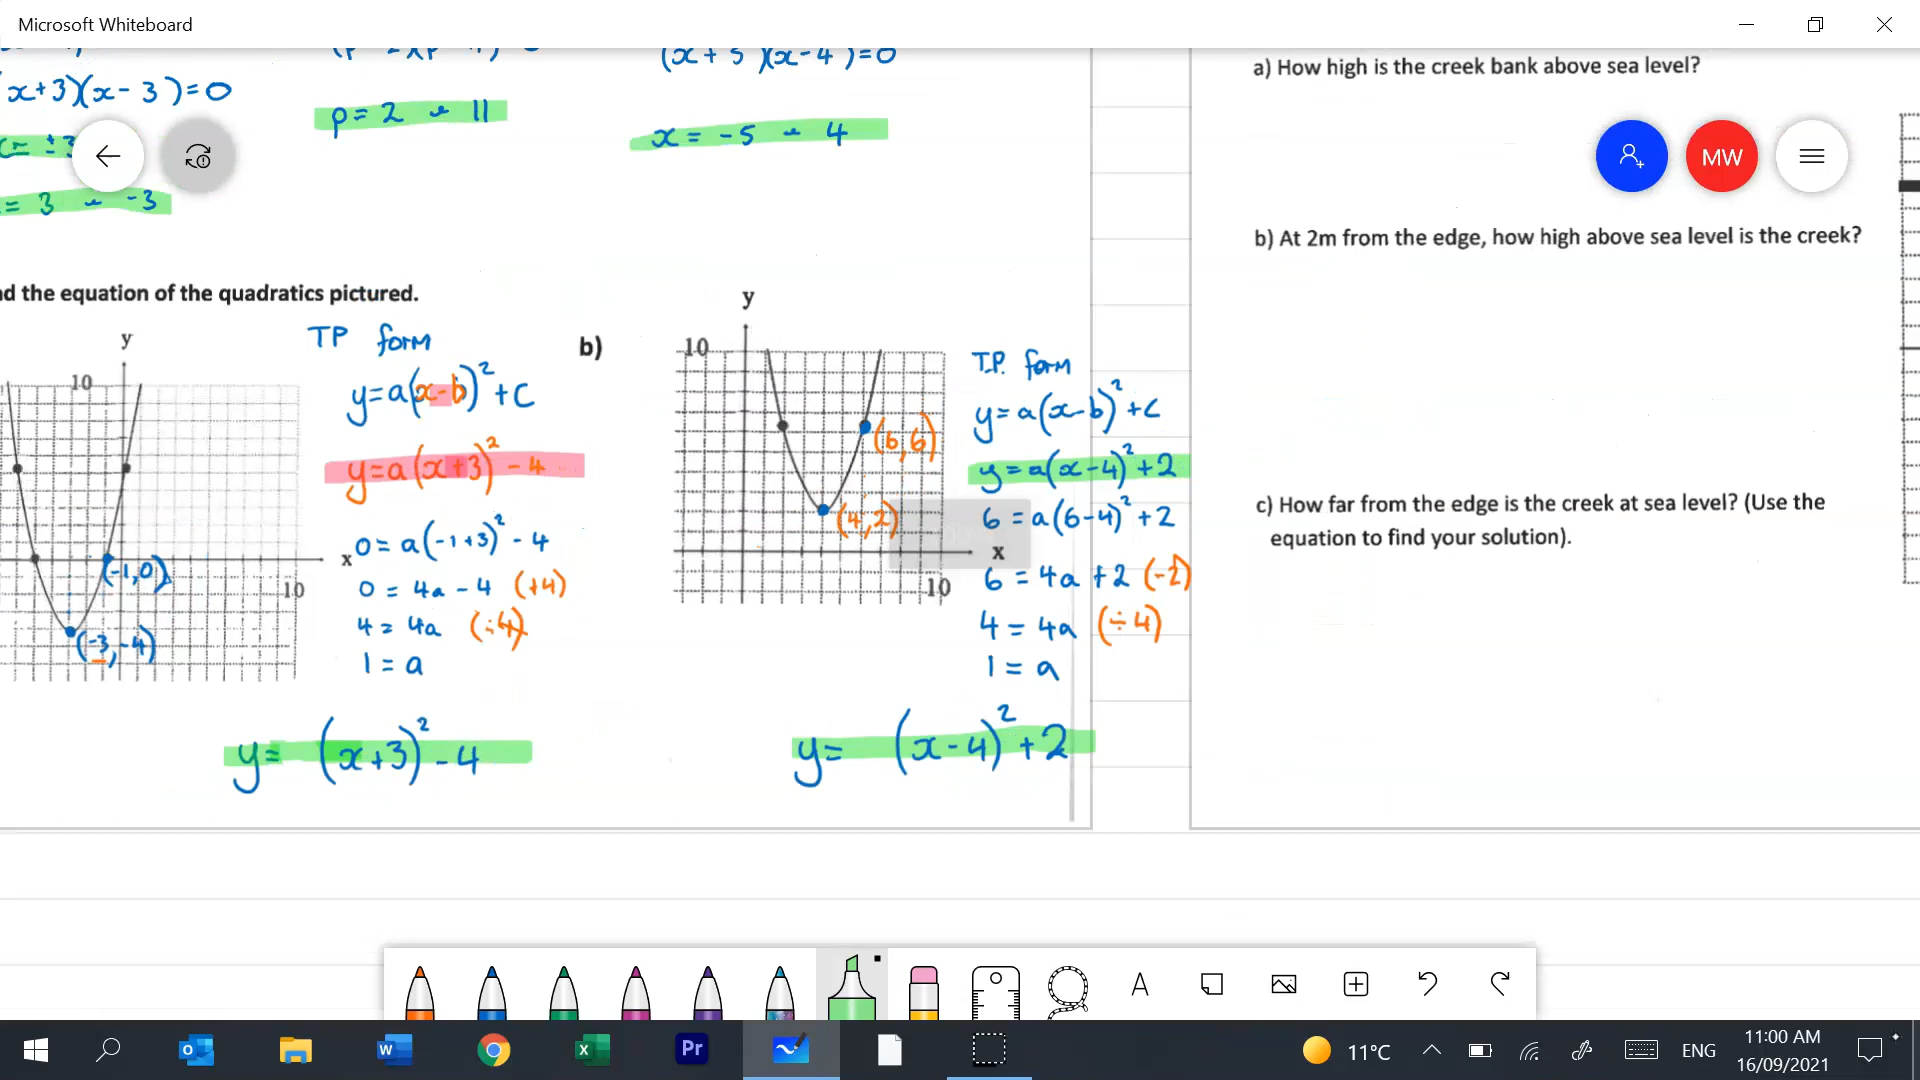 Microsoft Whiteboard
(x+5)(x-4)=0
x+3)(x-3)=0
p=2 or 11
x = -5 or 4
= ±3
= 3 or -3
the equation of the quadratics pictured.
y
10
x
10
(-1,0)
(-3,-4)
TP form
y=a(x-b)²+c
y=a(x+3)²-4
0=a(-1+3)²-4
0=4a-4 (+4)
4=4a (÷4)
1=a
y= (x+3)²-4
b)
y
10
x
10
(6,6)
(4,2)
T.P. form
y=a(x-b)²+c
y=a(x-4)²+2
6=a(6-4)²+2
6=4a+2 (-2)
4=4a (÷4)
1=a
y= (x-4)²+2
a) How high is the creek bank above sea level?
MW
b) At 2m from the edge, how high above sea level is the creek?
c) How far from the edge is the creek at sea level? (Use the
equation to find your solution).
A
Pr
11°C
ENG
11:00 AM
16/09/2021